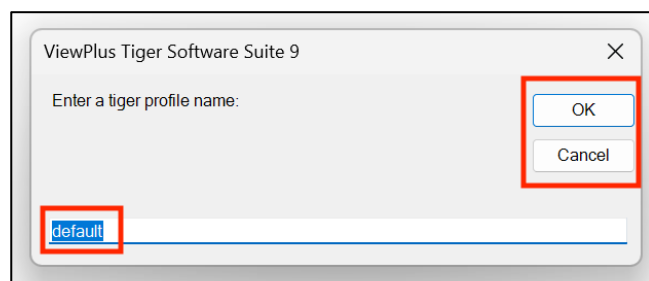 ViewPlus Tiger Software Suite 9
Enter a tiger profile name:
OK
Cancel
default